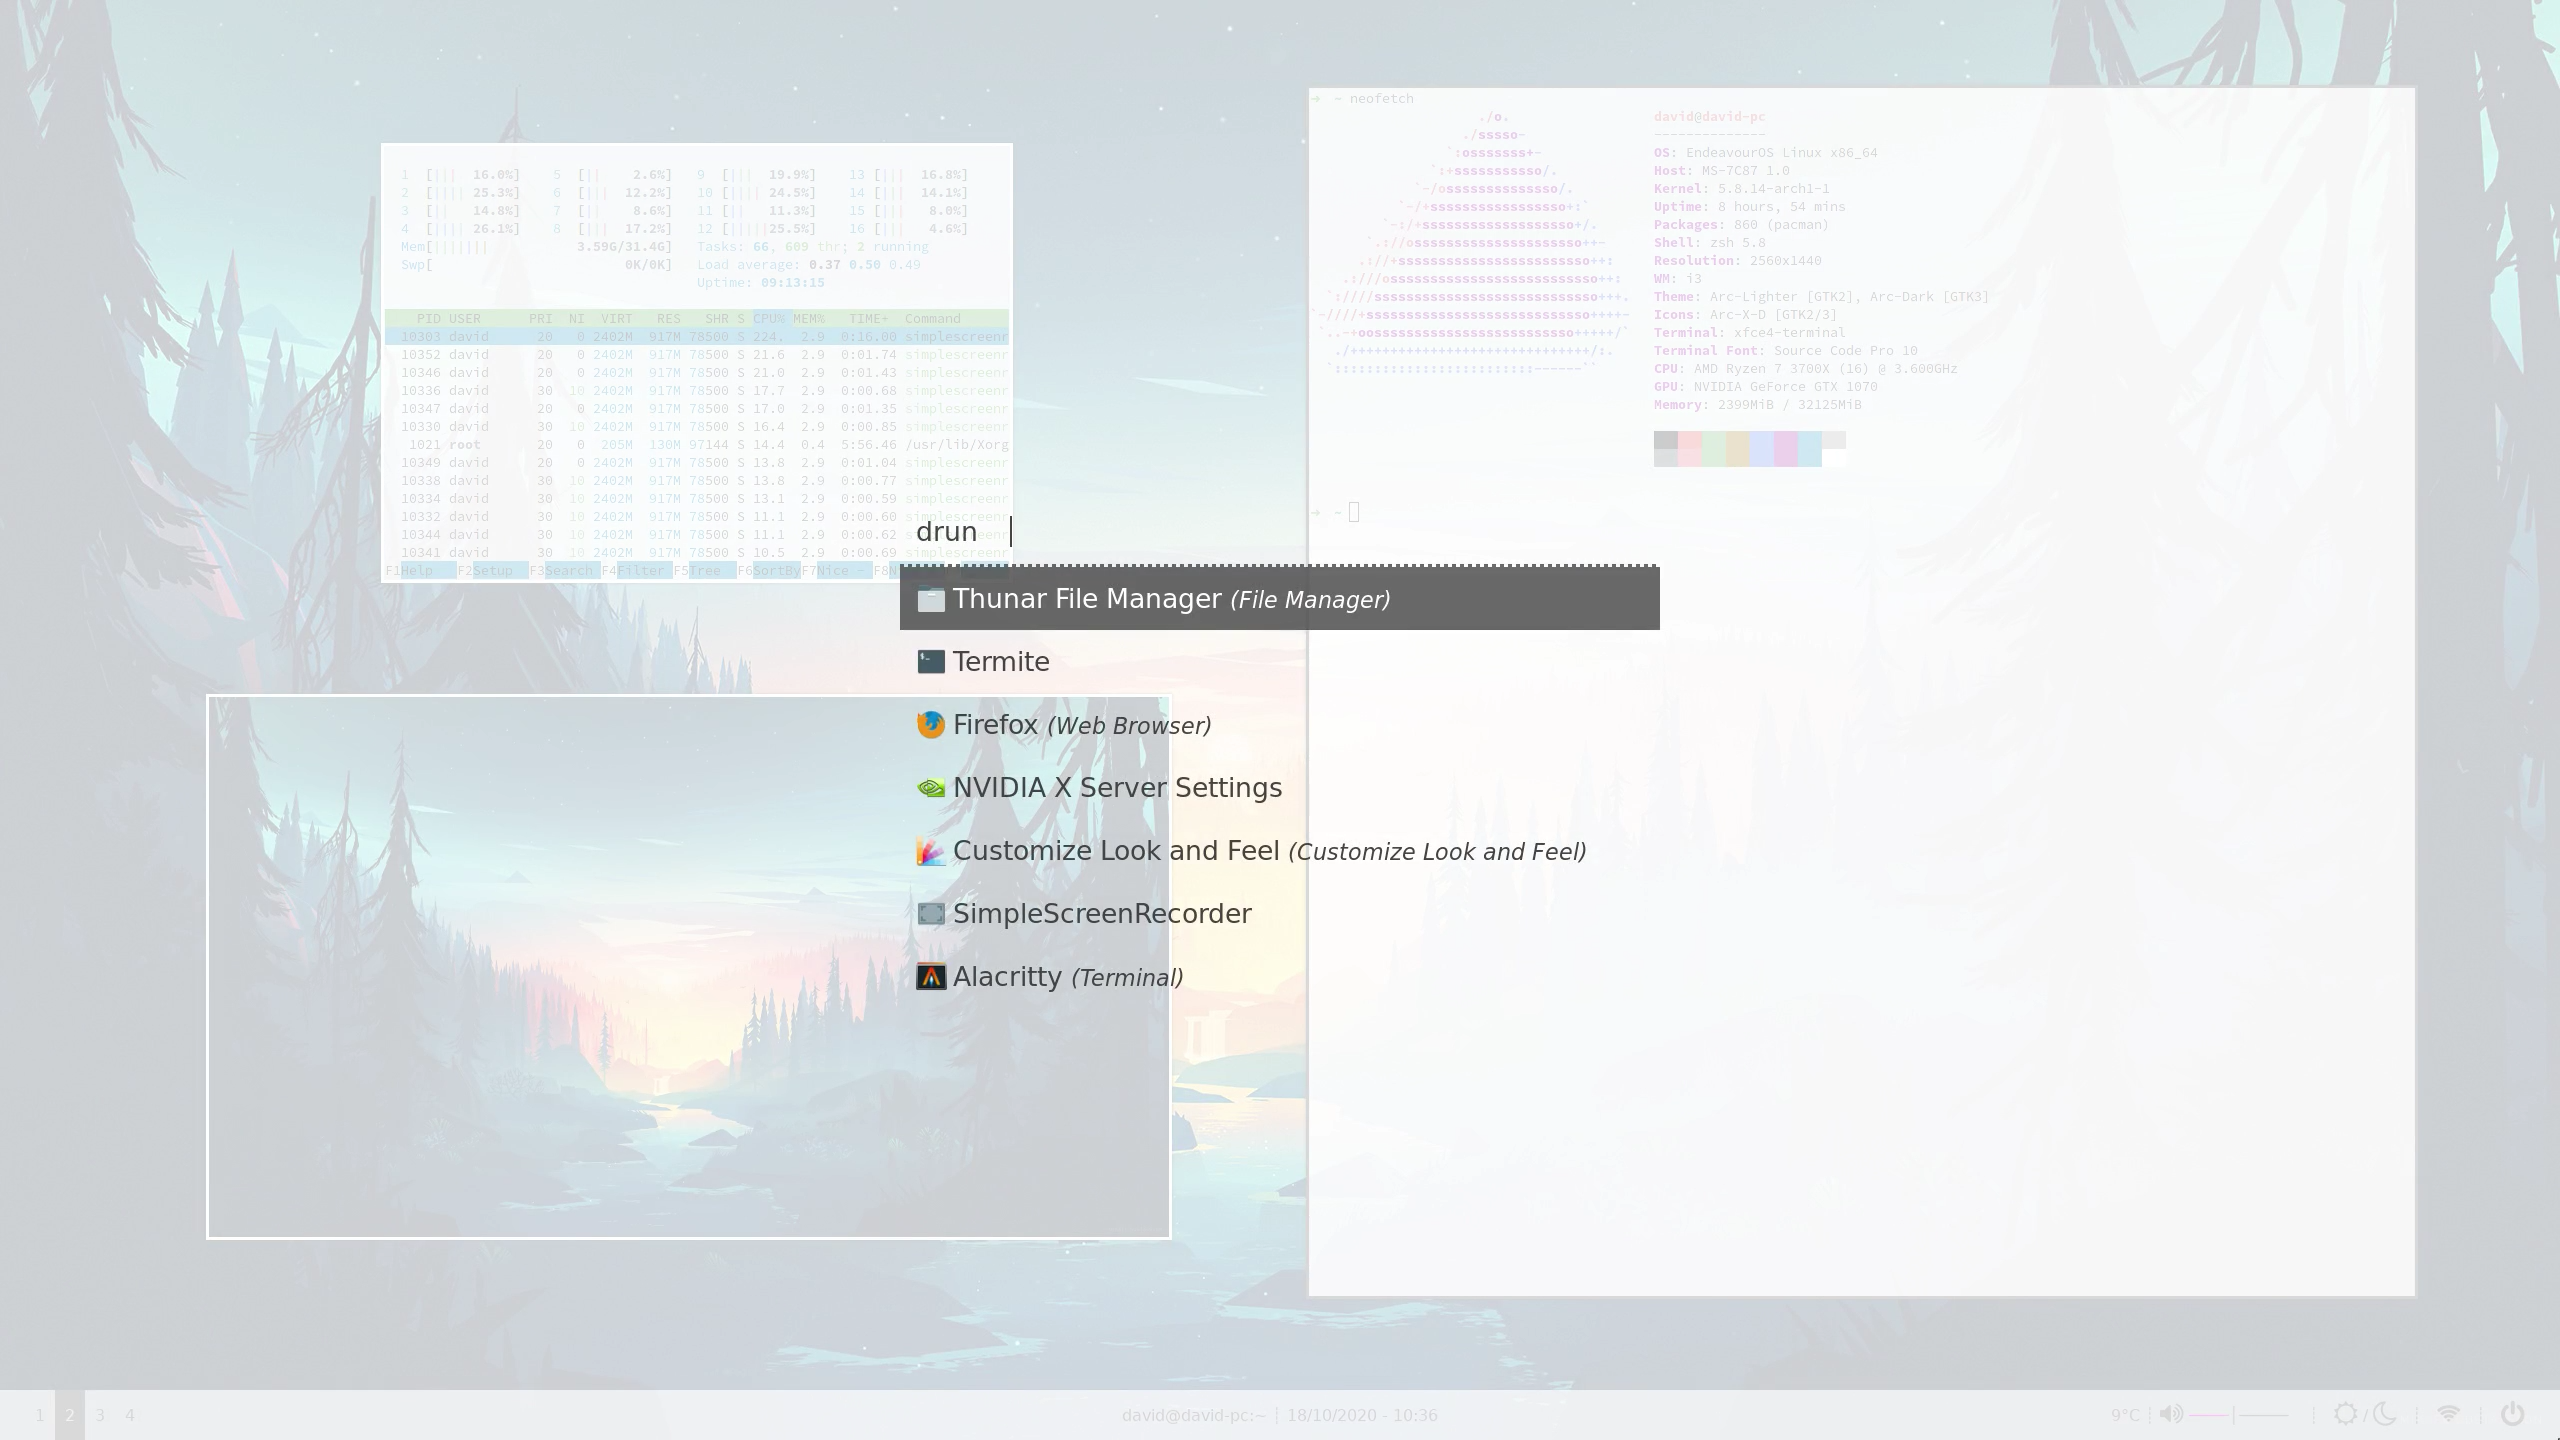 1 [||| 16.0%] 5 [|| 2.6%] 9 [||| 19.9%] 13 [||| 16.8%]
2 [|||| 25.3%] 6 [||| 12.2%] 10 [|||| 24.5%] 14 [||| 14.1%]
3 [|| 14.8%] 7 [|| 8.6%] 11 [|| 11.3%] 15 [||| 8.0%]
4 [|||| 26.1%] 8 [||| 17.2%] 12 [|||||25.5%] 16 [||| 4.6%]
Mem[||||||| 3.59G/31.4G] Tasks: 66, 609 thr; 2 running
Swp[ 0K/0K] Load average: 0.37 0.50 0.49
Uptime: 09:13:15
PID USER PRI NI VIRT RES SHR S CPU% MEM% TIME+ Command
10303 david 20 0 2402M 917M 78500 S 224. 2.9 0:16.00 simplescreenr
10352 david 20 0 2402M 917M 78500 S 21.6 2.9 0:01.74 simplescreenr
10346 david 20 0 2402M 917M 78500 S 21.0 2.9 0:01.43 simplescreenr
10336 david 30 10 2402M 917M 78500 S 17.7 2.9 0:00.68 simplescreenr
10347 david 20 0 2402M 917M 78500 S 17.0 2.9 0:01.35 simplescreenr
10330 david 30 10 2402M 917M 78500 S 16.4 2.9 0:00.85 simplescreenr
1021 root 20 0 205M 130M 97144 S 14.4 0.4 5:56.46 /usr/lib/Xorg
10349 david 20 0 2402M 917M 78500 S 13.8 2.9 0:01.04 simplescreenr
10338 david 30 10 2402M 917M 78500 S 13.8 2.9 0:00.77 simplescreenr
10334 david 30 10 2402M 917M 78500 S 13.1 2.9 0:00.59 simplescreenr
10332 david 30 10 2402M 917M 78500 S 11.1 2.9 0:00.60 simplescreenr
10344 david 30 10 2402M 917M 78500 S 11.1 2.9 0:00.62 simplescreenr
10341 david 30 10 2402M 917M 78500 S 10.5 2.9 0:00.69 simplescreenr
F1Help F2Setup F3Search F4Filter F5Tree F6SortByF7Nice - F8N
→ ~ neofetch
david@david-pc
--------------
OS: EndeavourOS Linux x86_64
Host: MS-7C87 1.0
Kernel: 5.8.14-arch1-1
Uptime: 8 hours, 54 mins
Packages: 860 (pacman)
Shell: zsh 5.8
Resolution: 2560x1440
WM: i3
Theme: Arc-Lighter [GTK2], Arc-Dark [GTK3]
Icons: Arc-X-D [GTK2/3]
Terminal: xfce4-terminal
Terminal Font: Source Code Pro 10
CPU: AMD Ryzen 7 3700X (16) @ 3.600GHz
GPU: NVIDIA GeForce GTX 1070
Memory: 2399MiB / 32125MiB
→ ~
drun
Thunar File Manager (File Manager)
Termite
Firefox (Web Browser)
NVIDIA X Server Settings
Customize Look and Feel (Customize Look and Feel)
SimpleScreenRecorder
Alacritty (Terminal)
1 2 3 4
david@david-pc:~ ¦ 18/10/2020 - 10:36
9°C
/